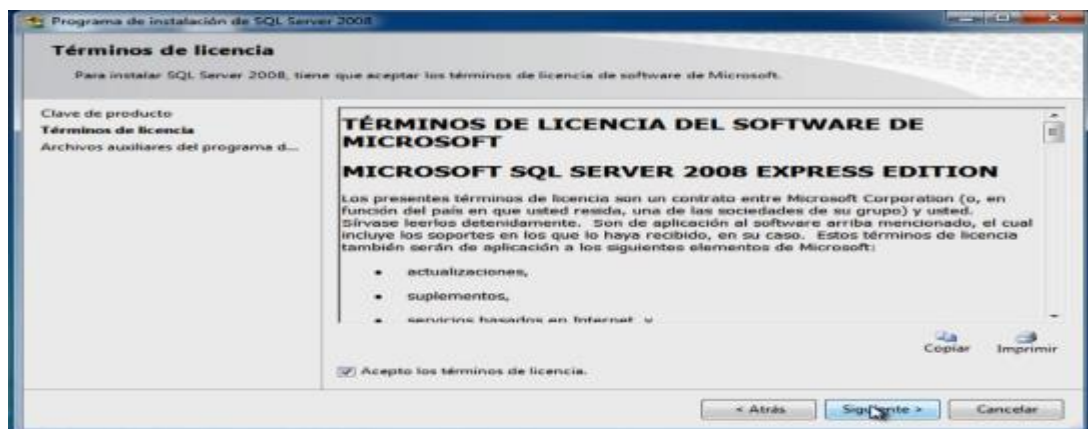 Programa de instalación de SQL Server 2008
Términos de licencia
Para instalar SQL Server 2008, tiene que aceptar los términos de licencia de software de Microsoft.
Clave de producto
Términos de licencia
Archivos auxiliares del programa d...
TÉRMINOS DE LICENCIA DEL SOFTWARE DE
MICROSOFT
MICROSOFT SQL SERVER 2008 EXPRESS EDITION
Los presentes términos de licencia son un contrato entre Microsoft Corporation (o, en
función del país en que usted resida, una de las sociedades de su grupo) y usted.
Sírvase leerlos detenidamente. Son de aplicación al software arriba mencionado, el cual
incluye los soportes en los que lo haya recibido, en su caso. Estos términos de licencia
también serán de aplicación a los siguientes elementos de Microsoft:
• actualizaciones,
• suplementos,
• servicios basados en Internet, y
Copiar Imprimir
Acepto los términos de licencia.
< Atrás Siguiente > Cancelar